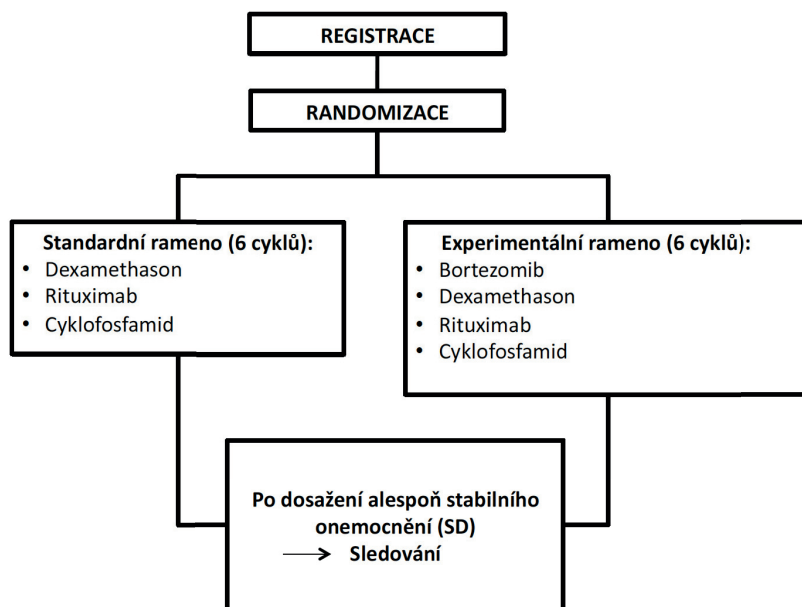 REGISTRACE
RANDOMIZACE
Standardní rameno (6 cyklů):
• Dexamethason
• Rituximab
• Cyklofosfamid
Experimentální rameno (6 cyklů):
• Bortezomib
• Dexamethason
• Rituximab
• Cyklofosfamid
Po dosažení alespoň stabilního
onemocnění (SD)
→ Sledování